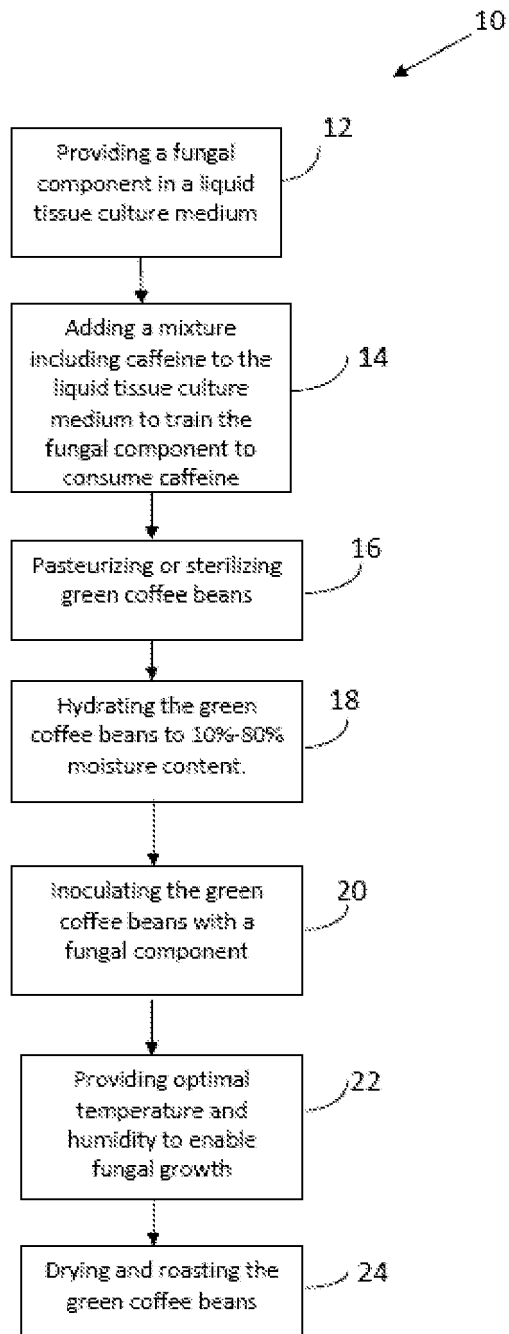 10
12
Providing a fungal
component in a liquid
tissue culture medium
Adding a mixture
including caffeine to the
liquid tissue culture
medium to train the
fungal component to
consume caffeine
14
16
Pasteurizing or sterilizing
green coffee beans
18
Hydrating the green
coffee beans to 10%-80%
moisture content.
20
Inoculating the green
coffee beans with a
fungal component
22
Providing optimal
temperature and
humidity to enable
fungal growth
24
Drying and roasting the
green coffee beans